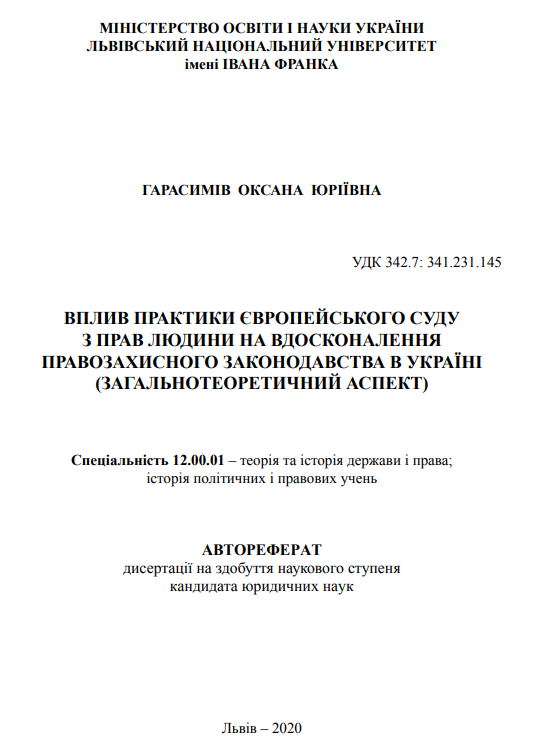 МІНІСТЕРСТВО ОСВІТИ І НАУКИ УКРАЇНИ
ЛЬВІВСЬКИЙ НАЦІОНАЛЬНИЙ УНІВЕРСИТЕТ
імені ІВАНА ФРАНКА
ГАРАСИМІВ ОКСАНА ЮРІЇВНА
УДК 342.7: 341.231.145
ВПЛИВ ПРАКТИКИ ЄВРОПЕЙСЬКОГО СУДУ
З ПРАВ ЛЮДИНИ НА ВДОСКОНАЛЕННЯ
ПРАВОЗАХИСНОГО ЗАКОНОДАВСТВА В УКРАЇНІ
(ЗАГАЛЬНОТЕОРЕТИЧНИЙ АСПЕКТ)
Спеціальність 12.00.01 – теорія та історія держави і права;
історія політичних і правових учень
АВТОРЕФЕРАТ
дисертації на здобуття наукового ступеня
кандидата юридичних наук
Львів – 2020